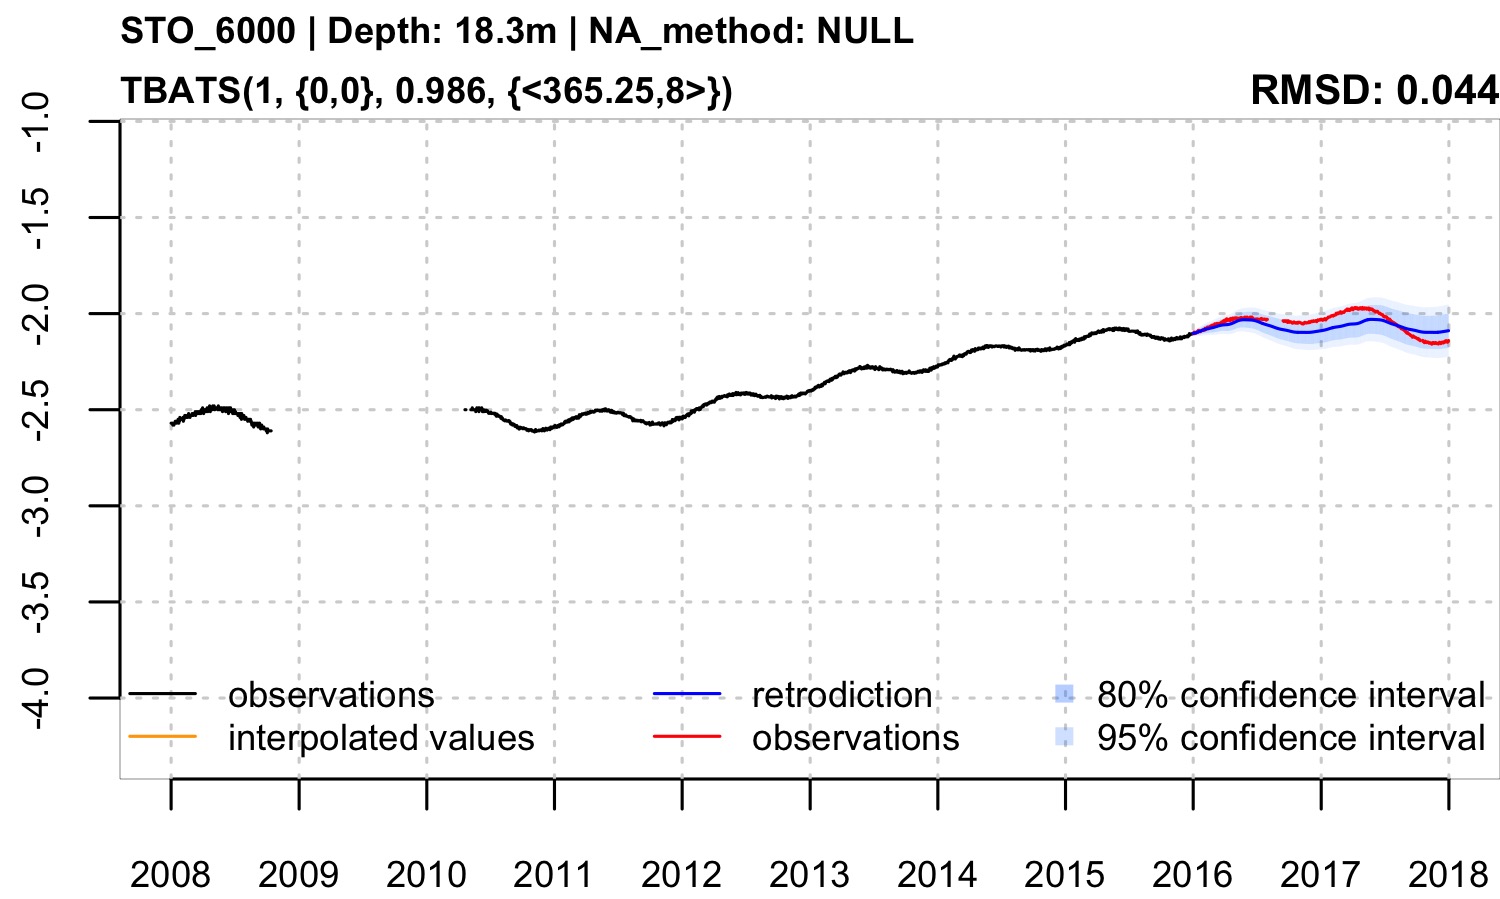 STO_6000 | Depth: 18.3m | NA_method: NULL
TBATS(1, {0,0}, 0.986, {<365.25,8>})
RMSD: 0.044
-1.0
-1.5
-2.0
-2.5
-3.0
-3.5
-4.0
observations
retrodiction
80% confidence interval
interpolated values
observations
95% confidence interval
2008 2009 2010 2011 2012 2013 2014 2015 2016 2017 2018